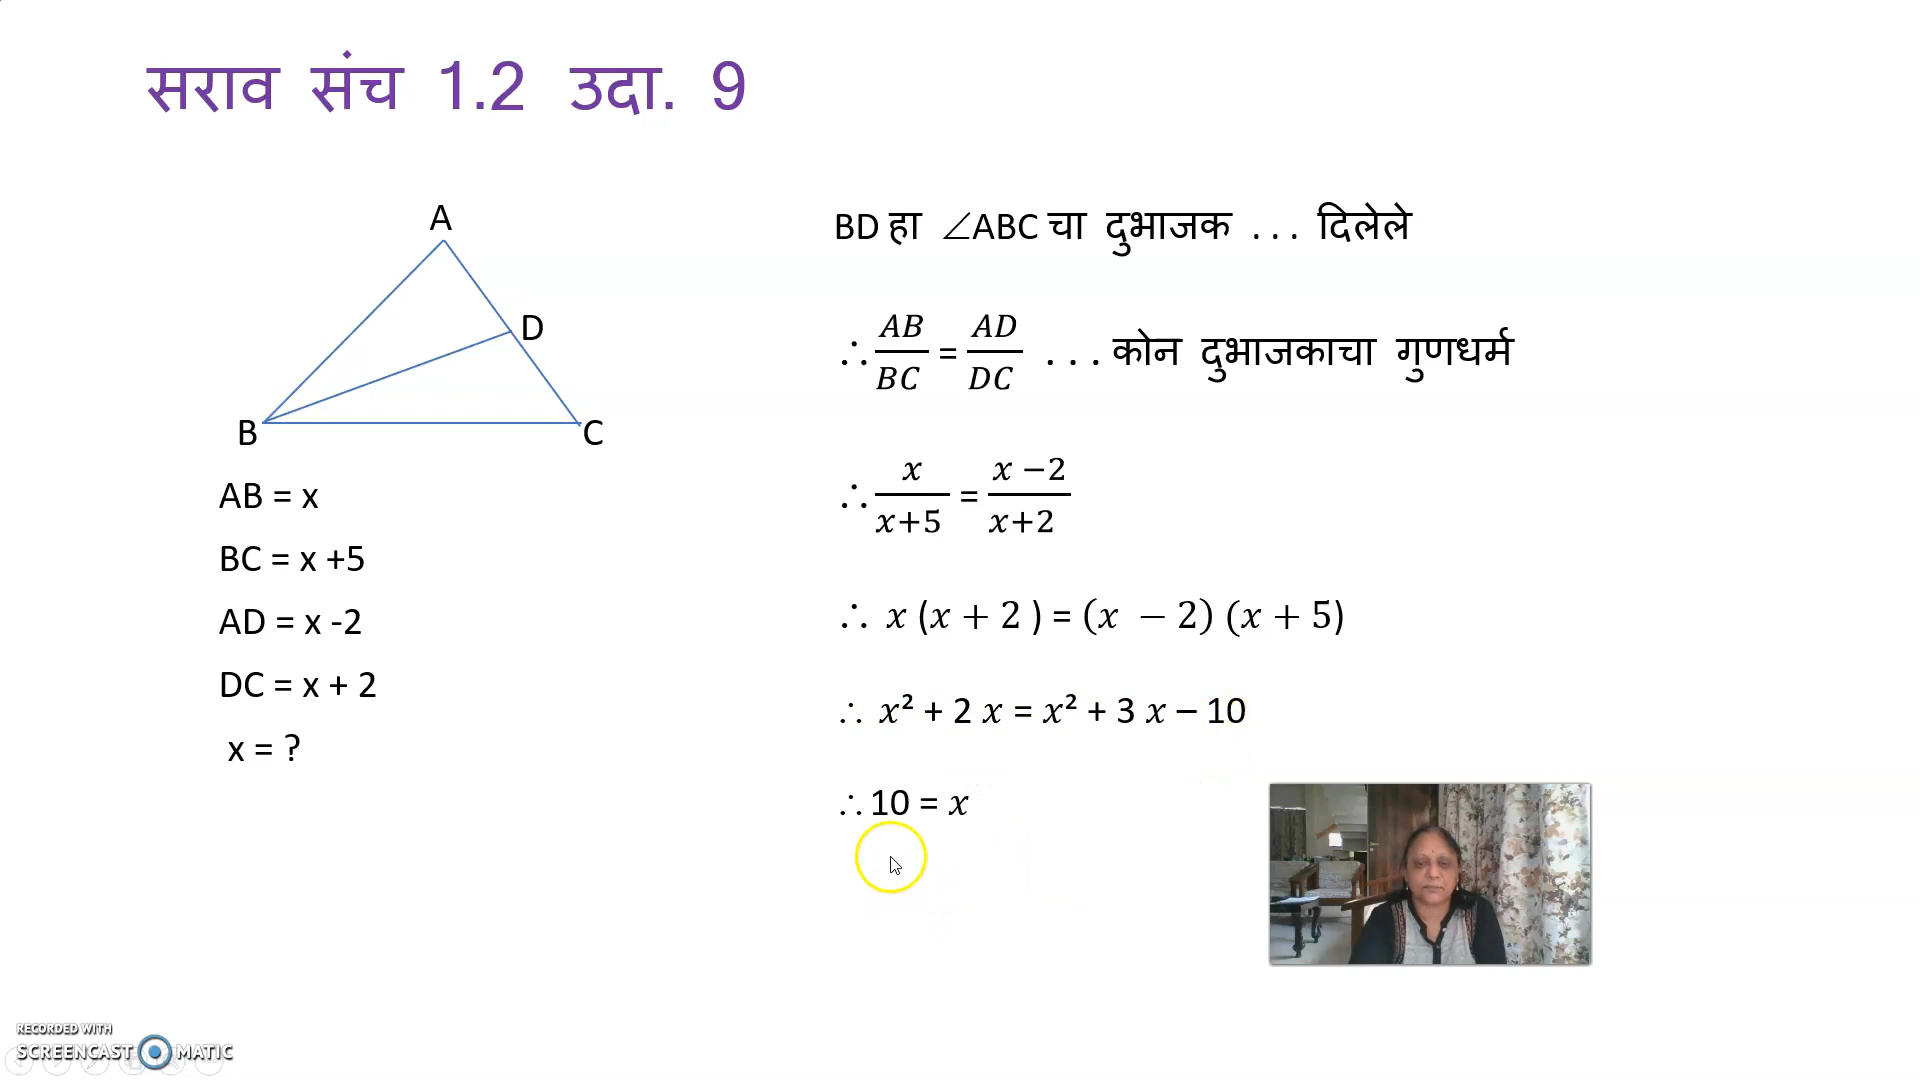 सराव संच 1.2 उदा. 9
A
D
B
C
AB = x
BC = x +5
AD = x -2
DC = x + 2
x = ?
BD हा ∠ABC चा दुभाजक . . . दिलेले
∴ AB/BC = AD/DC . . . कोन दुभाजकाचा गुणधर्म
∴ x/x+5 = x −2/x+2
∴ x (x + 2 ) = (x − 2) (x + 5)
∴ x² + 2 x = x² + 3 x – 10
∴ 10 = x
RECORDED WITH
SCREENCAST MATIC